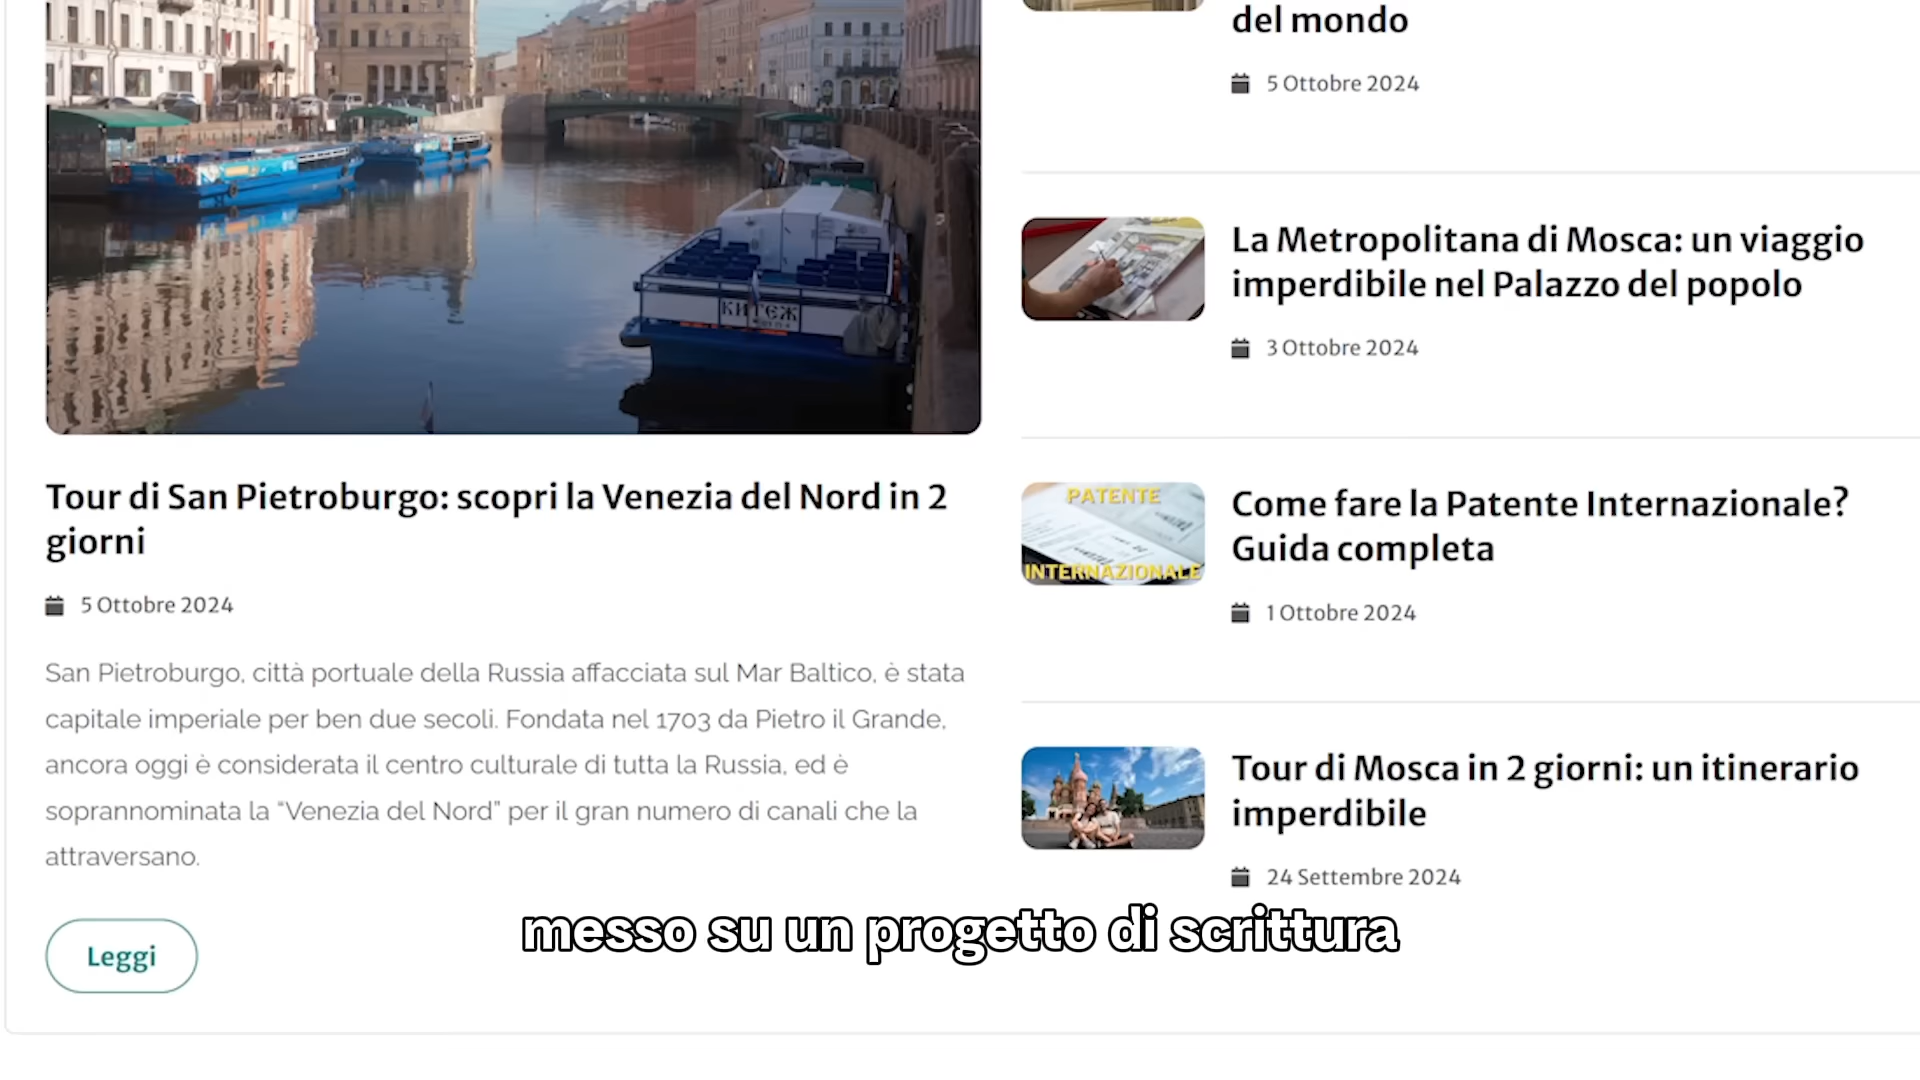 КИТЕЖ
Tour di San Pietroburgo: scopri la Venezia del Nord in 2
giorni
5 Ottobre 2024
San Pietroburgo, città portuale della Russia affacciata sul Mar Baltico, è stata
capitale imperiale per ben due secoli. Fondata nel 1703 da Pietro il Grande,
ancora oggi è considerata il centro culturale di tutta la Russia, ed è
soprannominata la “Venezia del Nord” per il gran numero di canali che la
attraversano.
Leggi
del mondo
5 Ottobre 2024
La Metropolitana di Mosca: un viaggio
imperdibile nel Palazzo del popolo
3 Ottobre 2024
PATENTE
INTERNAZIONALE
Come fare la Patente Internazionale?
Guida completa
1 Ottobre 2024
Tour di Mosca in 2 giorni: un itinerario
imperdibile
24 Settembre 2024
messo su un progetto di scrittura